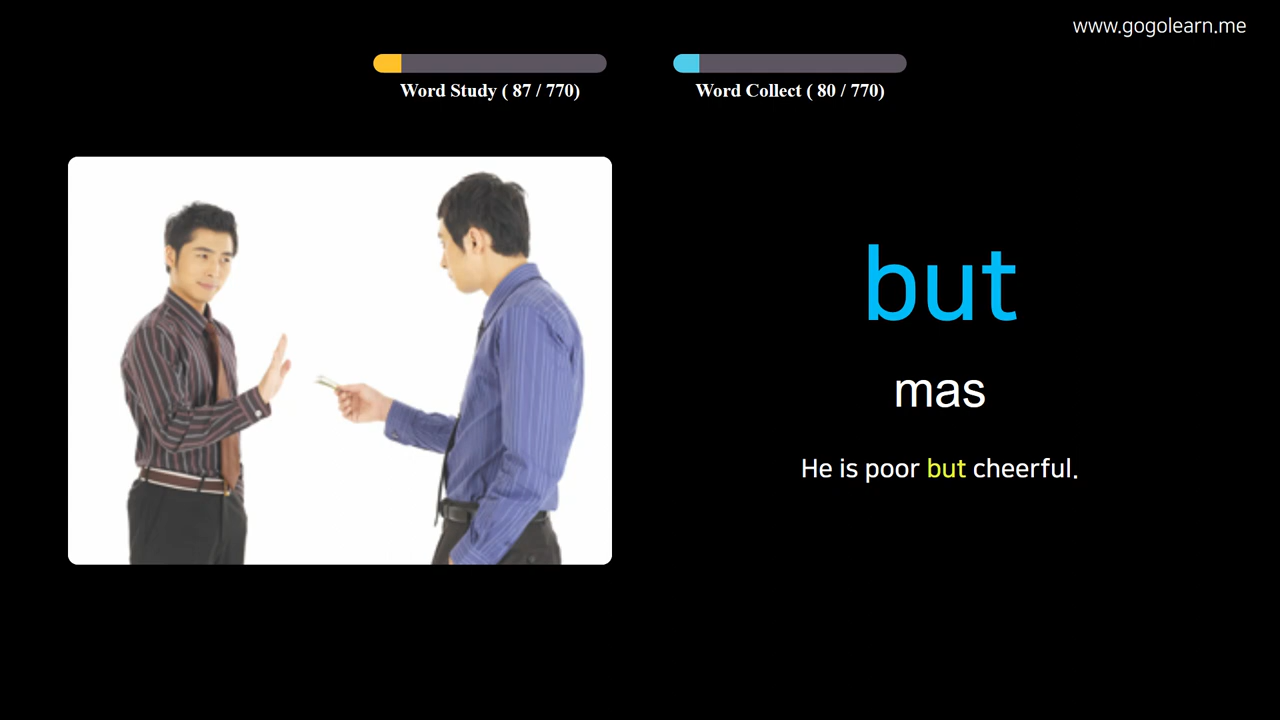 www.gogolearn.me
Word Study ( 87 / 770)
Word Collect ( 80 / 770)
but
mas
He is poor but cheerful.